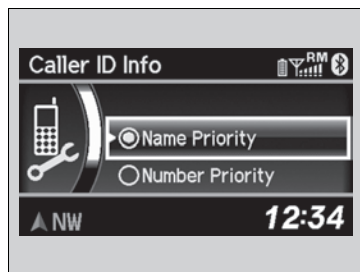 Caller ID Info
RM
Name Priority
Number Priority
NW
12:34